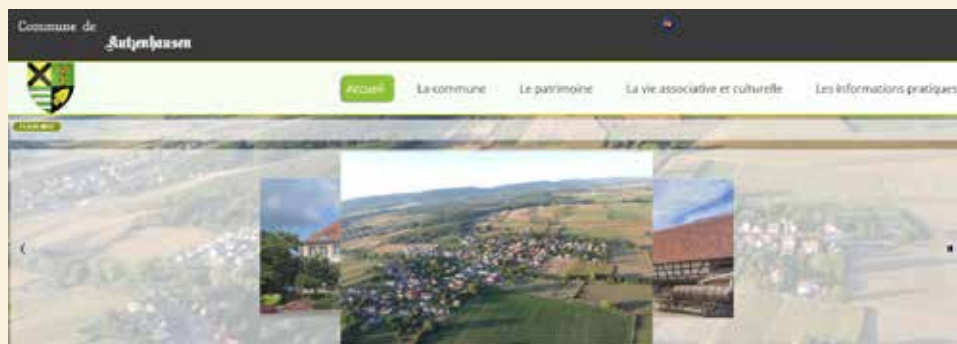 Commune de
Kutzenhausen
Accueil
La commune
Le patrimoine
La vie associative et culturelle
Les informations pratiques